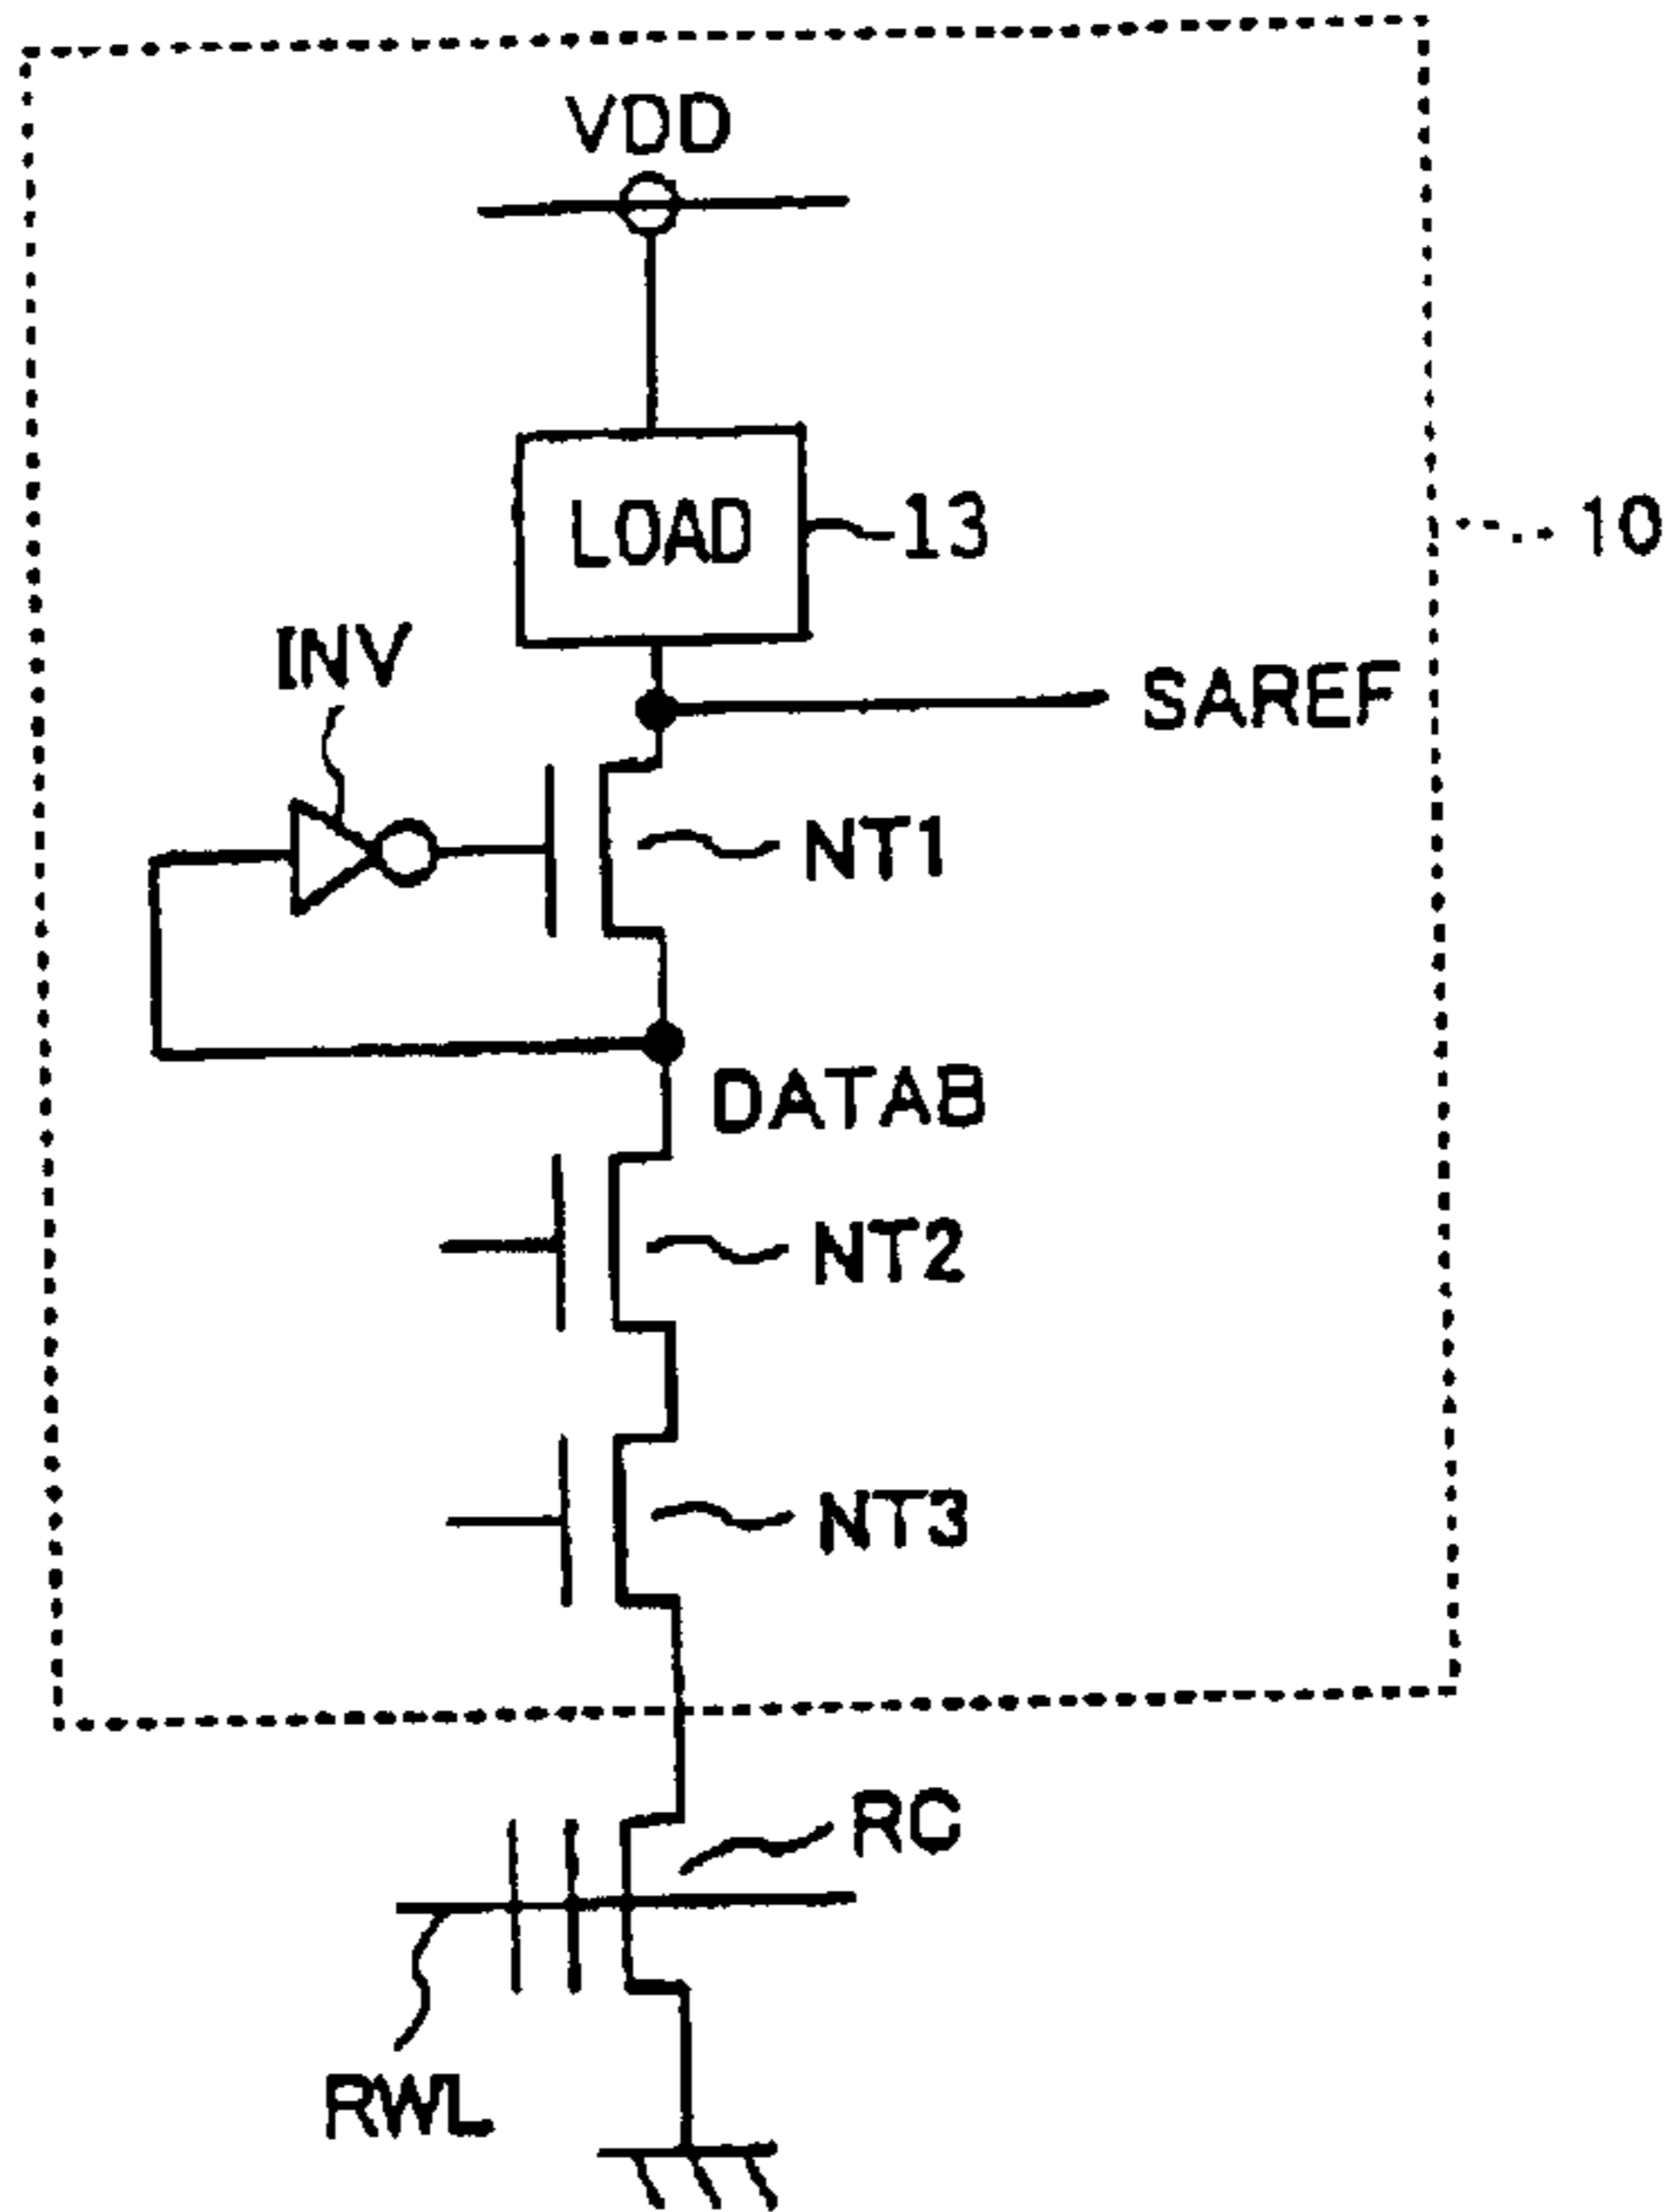 VDD
LOAD
13
10
INV
SAREF
NT1
DATAB
NT2
NT3
RC
RWL